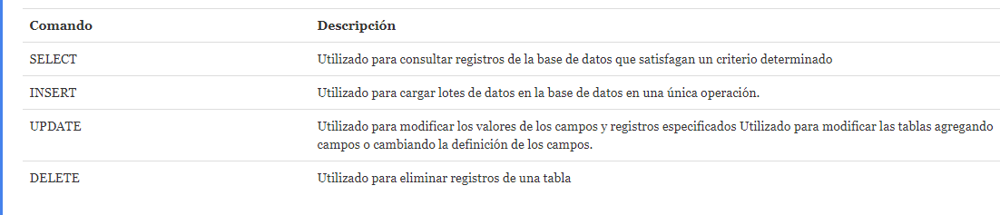 Comando Descripción
SELECT Utilizado para consultar registros de la base de datos que satisfagan un criterio determinado
INSERT Utilizado para cargar lotes de datos en la base de datos en una única operación.
UPDATE Utilizado para modificar los valores de los campos y registros especificados Utilizado para modificar las tablas agregando
campos o cambiando la definición de los campos.
DELETE Utilizado para eliminar registros de una tabla